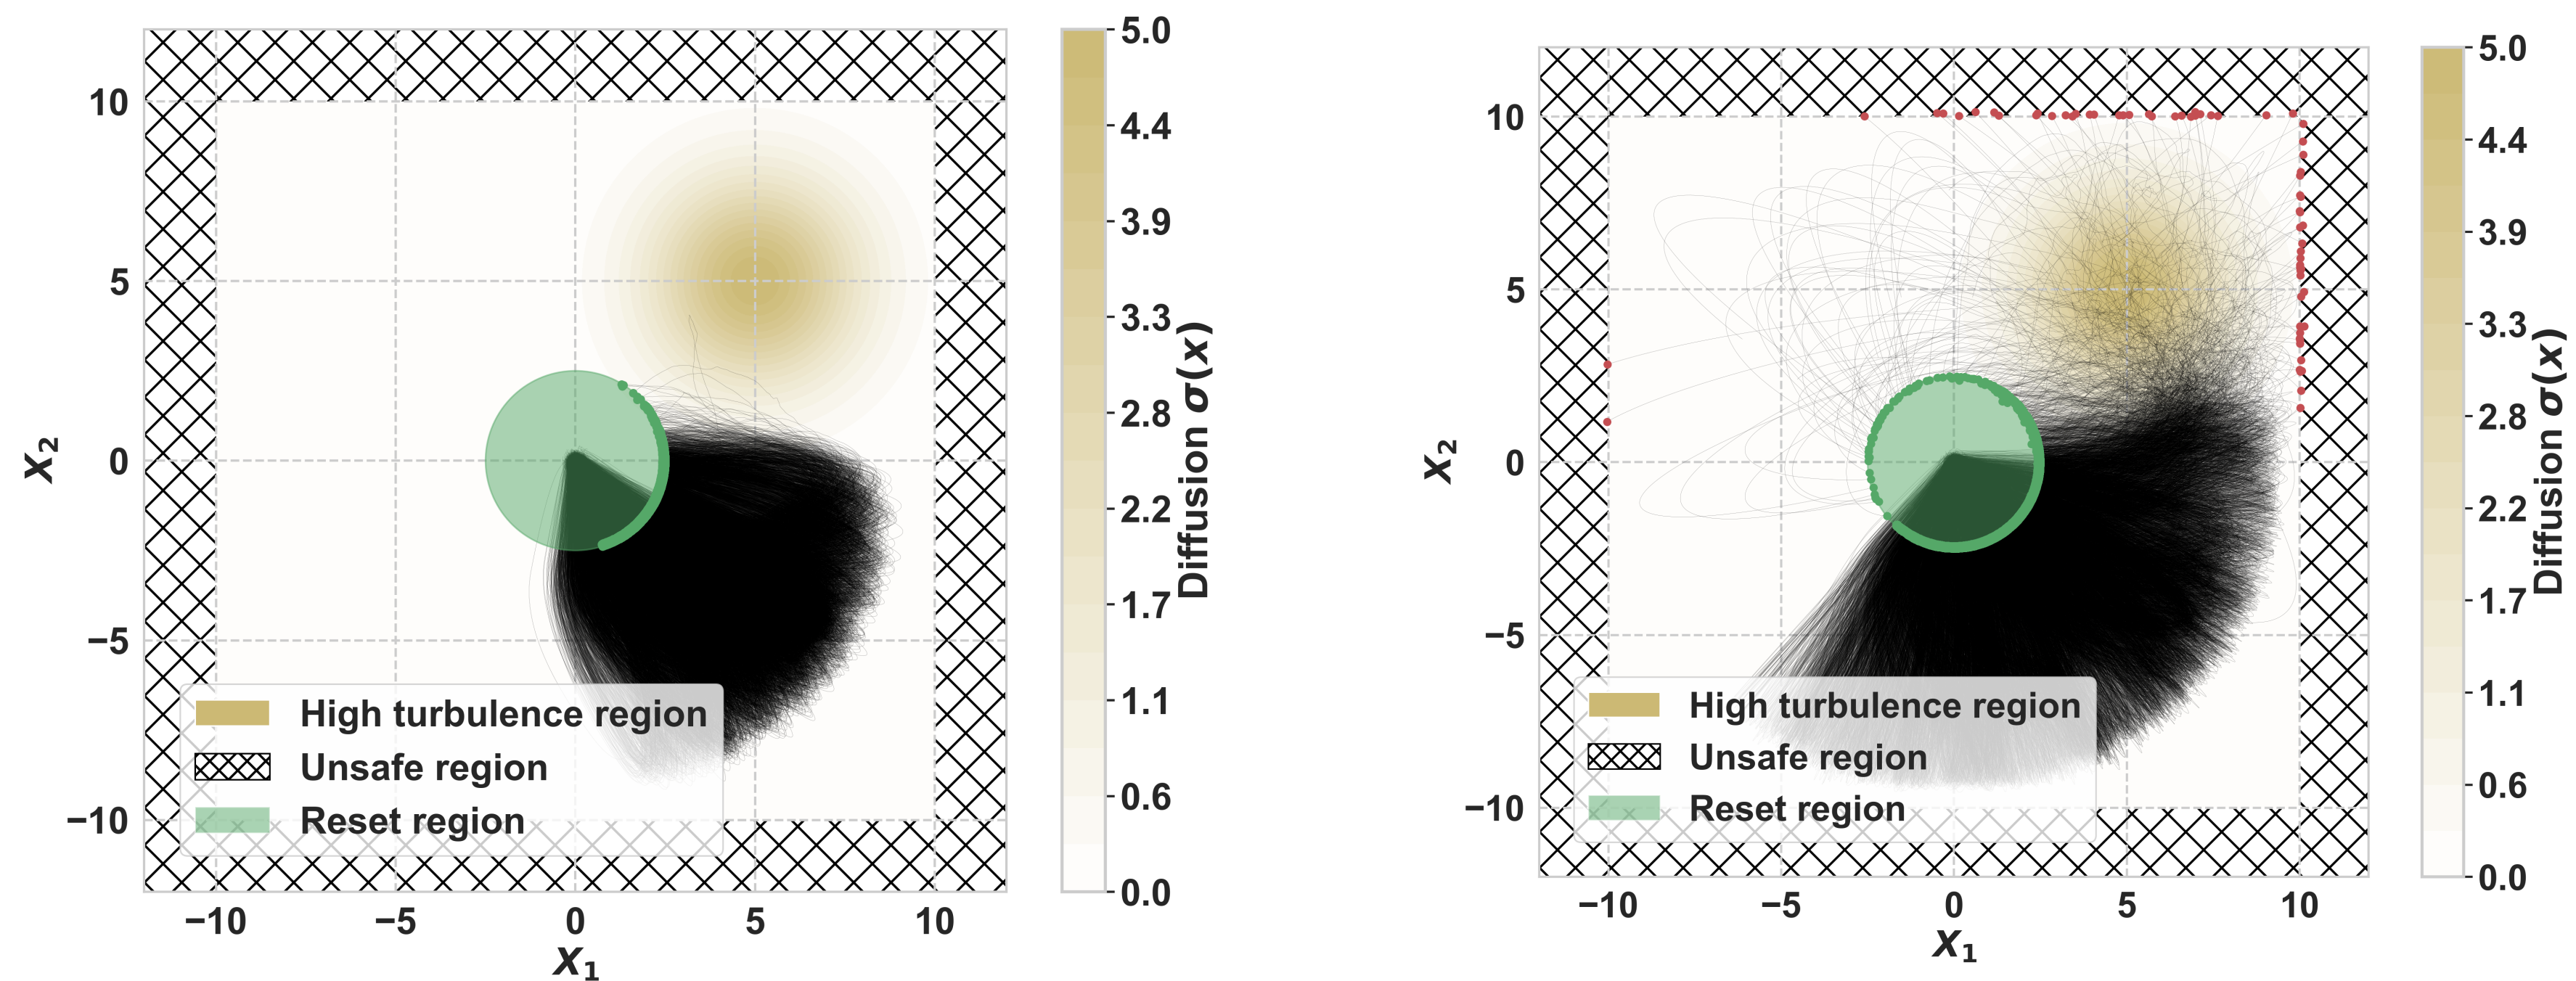 10
5
0
−5
−10
X2
−10 −5 0 5 10
X1
High turbulence region
Unsafe region
Reset region
5.0
4.4
3.9
3.3
2.8
2.2
1.7
1.1
0.6
0.0
Diffusion σ(x)
10
5
0
−5
−10
X2
−10 −5 0 5 10
X1
High turbulence region
Unsafe region
Reset region
5.0
4.4
3.9
3.3
2.8
2.2
1.7
1.1
0.6
0.0
Diffusion σ(x)